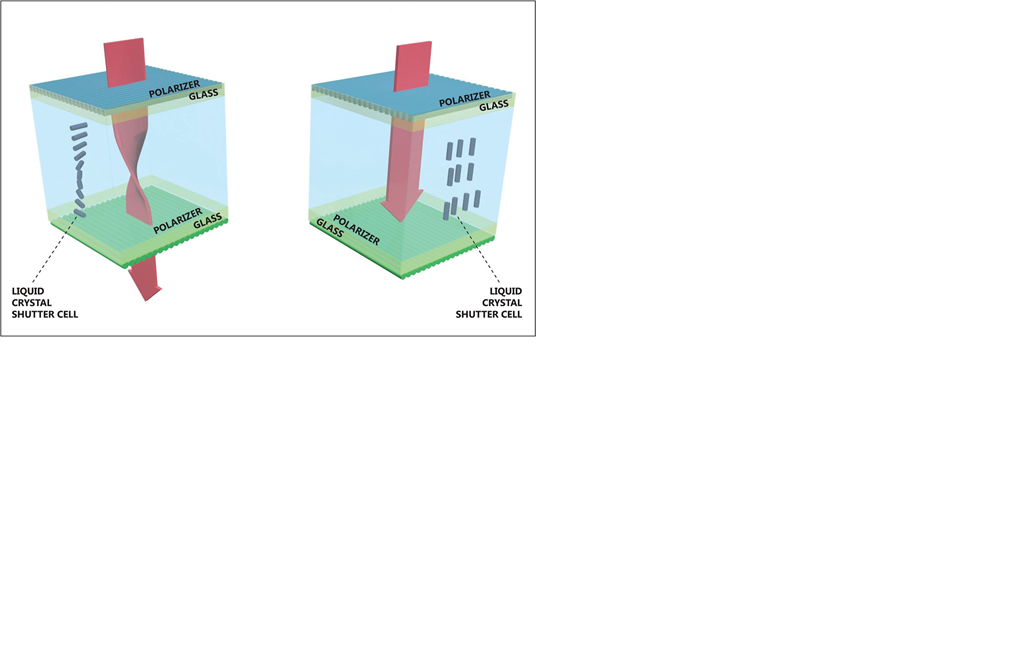 POLARIZER
GLASS
POLARIZER
GLASS
LIQUID
CRYSTAL
SHUTTER CELL
POLARIZER
GLASS
POLARIZER
GLASS
LIQUID
CRYSTAL
SHUTTER CELL